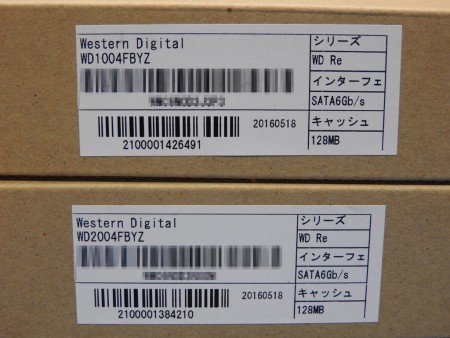 Western Digital
WD1004FBYZ
20160518
2100001426491
シリーズ
WD Re
インターフェ
SATA6Gb/s
キャッシュ
128MB
Western Digital
WD2004FBYZ
20160518
2100001384210
シリーズ
WD Re
インターフェ
SATA6Gb/s
キャッシュ
128MB